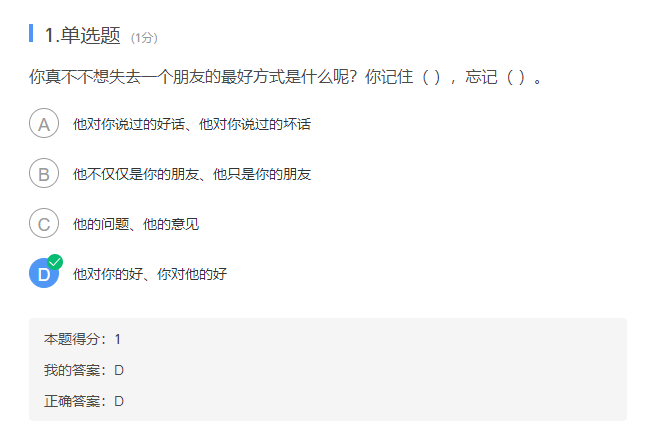 1.单选题 (1分)
你真不不想失去一个朋友的最好方式是什么呢？你记住（ ），忘记（ ）。
A 他对你说过的好话、他对你说过的坏话
B 他不仅仅是你的朋友、他只是你的朋友
C 他的问题、他的意见
D 他对你的好、你对他的好
本题得分：1
我的答案：D
正确答案：D